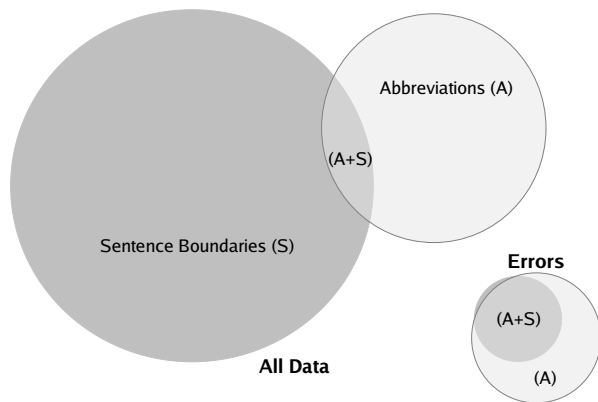 Abbreviations (A)
(A+S)
Sentence Boundaries (S)
Errors
(A+S)
All Data
(A)